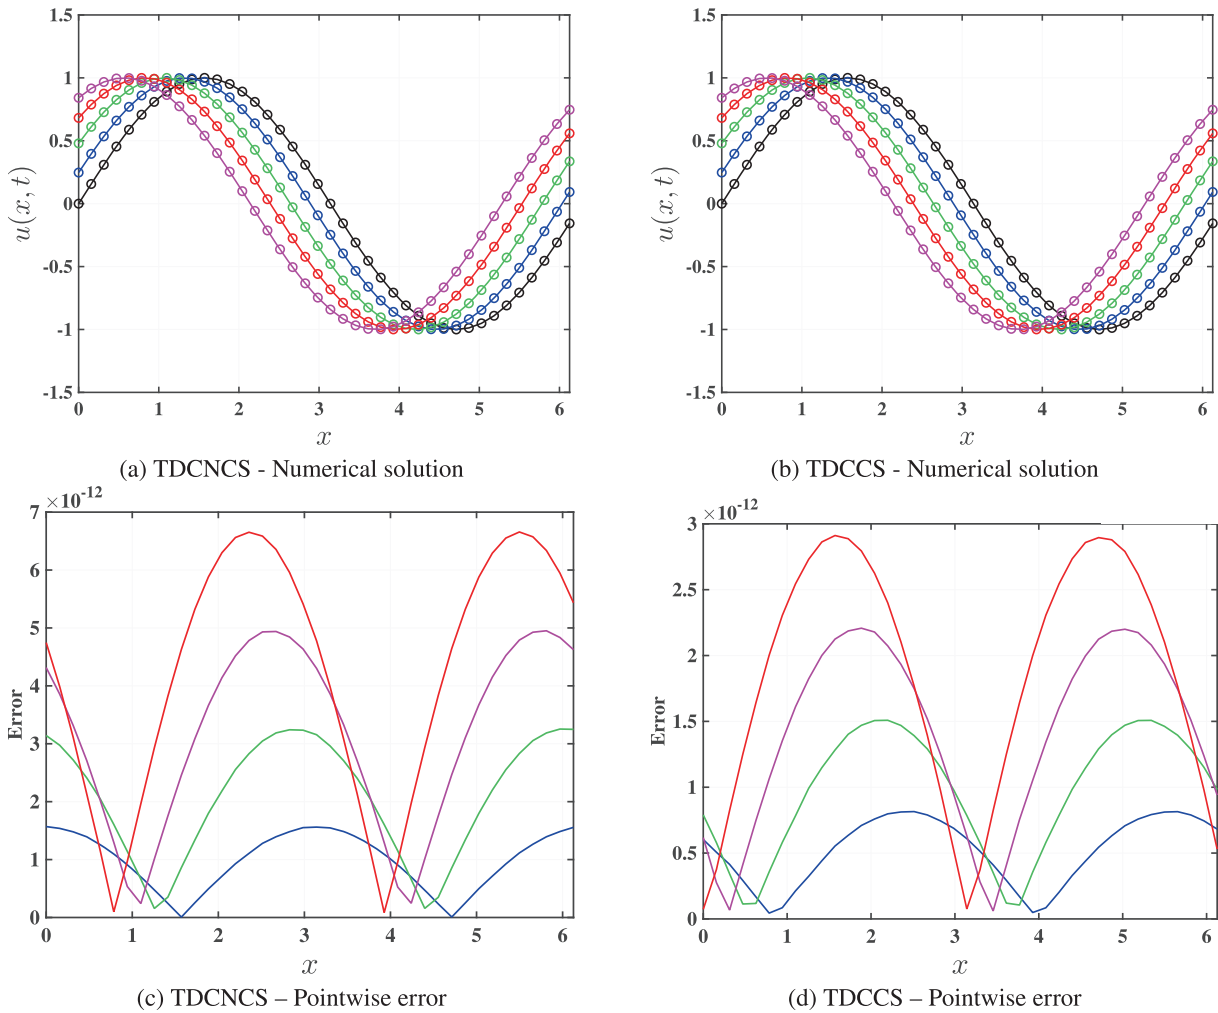 1.5
1
0.5
0
-0.5
-1
-1.5
u(x, t)
0 1 2 3 4 5 6
x
(a) TDCNCS - Numerical solution
1.5
1
0.5
0
-0.5
-1
-1.5
u(x, t)
0 1 2 3 4 5 6
x
(b) TDCCS - Numerical solution
×10-12
7
6
5
4
3
2
1
0
Error
0 1 2 3 4 5 6
x
(c) TDCNCS – Pointwise error
×10-12
3
2.5
2
1.5
1
0.5
0
Error
0 1 2 3 4 5 6
x
(d) TDCCS – Pointwise error